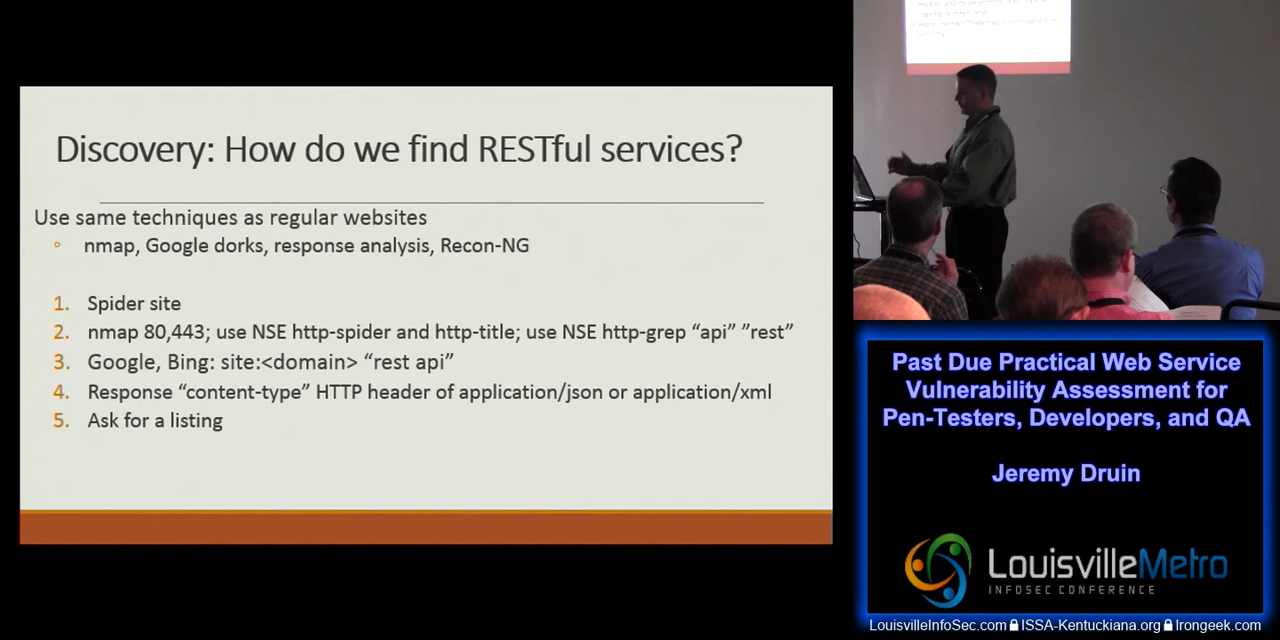 Discovery: How do we find RESTful services?
Use same techniques as regular websites
◦ nmap, Google dorks, response analysis, Recon-NG
1. Spider site
2. nmap 80,443; use NSE http-spider and http-title; use NSE http-grep “api” ”rest”
3. Google, Bing: site:<domain> “rest api”
4. Response “content-type” HTTP header of application/json or application/xml
5. Ask for a listing
Past Due Practical Web Service
Vulnerability Assessment for
Pen-Testers, Developers, and QA
Jeremy Druin
LouisvilleMetro
INFOSEC CONFERENCE
LouisvilleInfoSec.com ISSA-Kentuckiana.org Irongeek.com